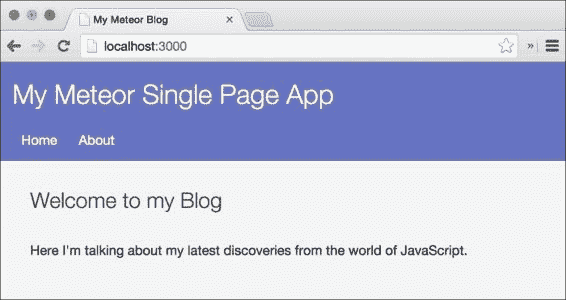 My Meteor Blog
localhost:3000
My Meteor Single Page App
Home About
Welcome to my Blog
Here I'm talking about my latest discoveries from the world of JavaScript.